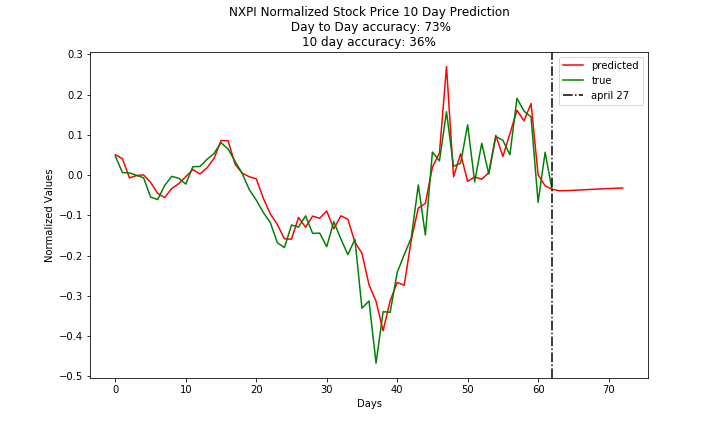 NXPI Normalized Stock Price 10 Day Prediction
Day to Day accuracy: 73%
10 day accuracy: 36%
predicted
true
april 27
Normalized Values
0.3
0.2
0.1
0.0
−0.1
−0.2
−0.3
−0.4
−0.5
0 10 20 30 40 50 60 70
Days